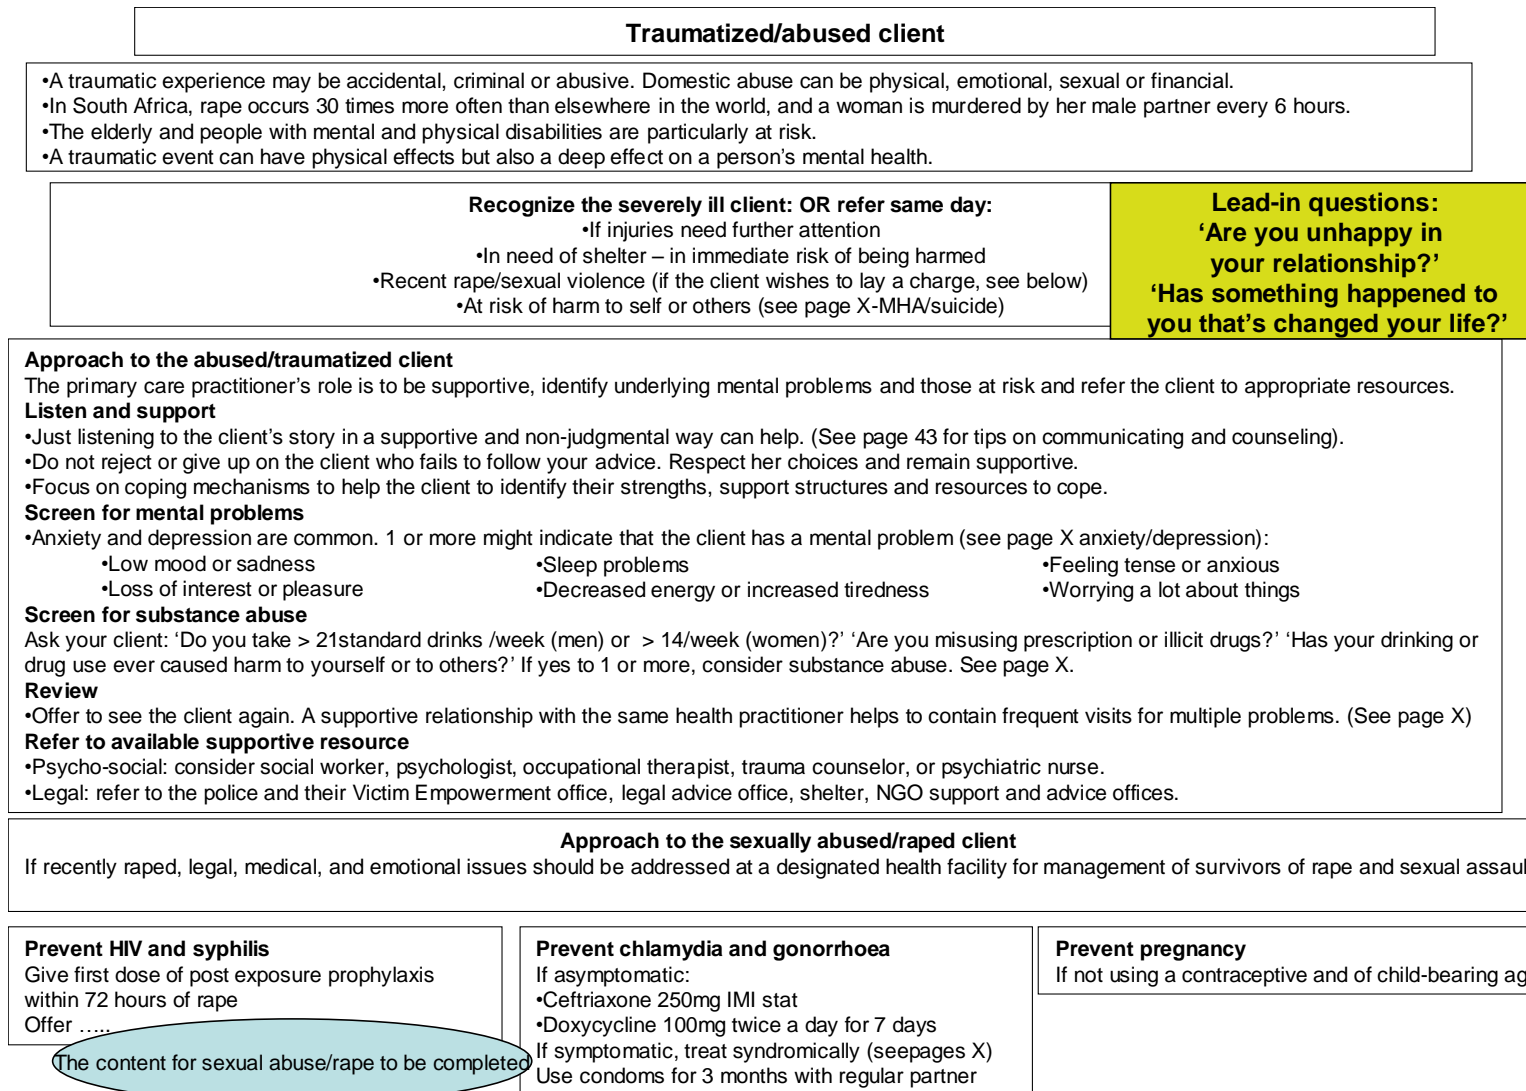 Traumatized/abused client
•A traumatic experience may be accidental, criminal or abusive. Domestic abuse can be physical, emotional, sexual or financial.
•In South Africa, rape occurs 30 times more often than elsewhere in the world, and a woman is murdered by her male partner every 6 hours.
•The elderly and people with mental and physical disabilities are particularly at risk.
•A traumatic event can have physical effects but also a deep effect on a person's mental health.
Recognize the severely ill client: OR refer same day:
•If injuries need further attention
•In need of shelter – in immediate risk of being harmed
•Recent rape/sexual violence (if the client wishes to lay a charge, see below)
•At risk of harm to self or others (see page X-MHA/suicide)
Lead-in questions:
‘Are you unhappy in
your relationship?’
‘Has something happened to
you that’s changed your life?’
Approach to the abused/traumatized client
The primary care practitioner’s role is to be supportive, identify underlying mental problems and those at risk and refer the client to appropriate resources.
Listen and support
•Just listening to the client’s story in a supportive and non-judgmental way can help. (See page 43 for tips on communicating and counseling).
•Do not reject or give up on the client who fails to follow your advice. Respect her choices and remain supportive.
•Focus on coping mechanisms to help the client to identify their strengths, support structures and resources to cope.
Screen for mental problems
•Anxiety and depression are common. 1 or more might indicate that the client has a mental problem (see page X anxiety/depression):
•Low mood or sadness •Sleep problems •Feeling tense or anxious
•Loss of interest or pleasure •Decreased energy or increased tiredness •Worrying a lot about things
Screen for substance abuse
Ask your client: ‘Do you take > 21standard drinks /week (men) or > 14/week (women)?’ ‘Are you misusing prescription or illicit drugs?’ ‘Has your drinking or
drug use ever caused harm to yourself or to others?’ If yes to 1 or more, consider substance abuse. See page X.
Review
•Offer to see the client again. A supportive relationship with the same health practitioner helps to contain frequent visits for multiple problems. (See page X)
Refer to available supportive resource
•Psycho-social: consider social worker, psychologist, occupational therapist, trauma counselor, or psychiatric nurse.
•Legal: refer to the police and their Victim Empowerment office, legal advice office, shelter, NGO support and advice offices.
Approach to the sexually abused/raped client
If recently raped, legal, medical, and emotional issues should be addressed at a designated health facility for management of survivors of rape and sexual assaul
Prevent HIV and syphilis
Give first dose of post exposure prophylaxis
within 72 hours of rape
Offer …..
The content for sexual abuse/rape to be completed
Prevent chlamydia and gonorrhoea
If asymptomatic:
•Ceftriaxone 250mg IMI stat
•Doxycycline 100mg twice a day for 7 days
If symptomatic, treat syndromically (seepages X)
Use condoms for 3 months with regular partner
Prevent pregnancy
If not using a contraceptive and of child-bearing ag